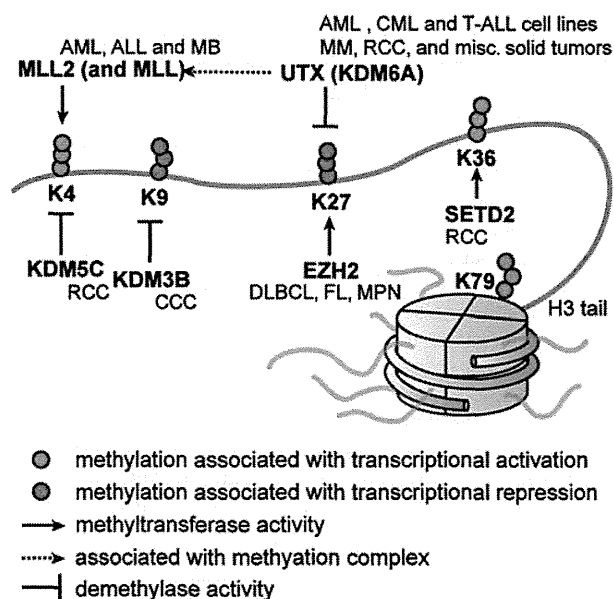 AML , CML and T-ALL cell lines
AML, ALL and MB
MM, RCC, and misc. solid tumors
MLL2 (and MLL)
UTX (KDM6A)
K4
K9
K27
K36
KDM5C
RCC
KDM3B
CCC
EZH2
DLBCL, FL, MPN
SETD2
RCC
K79
H3 tail
methylation associated with transcriptional activation
methylation associated with transcriptional repression
methyltransferase activity
associated with methyation complex
demethylase activity